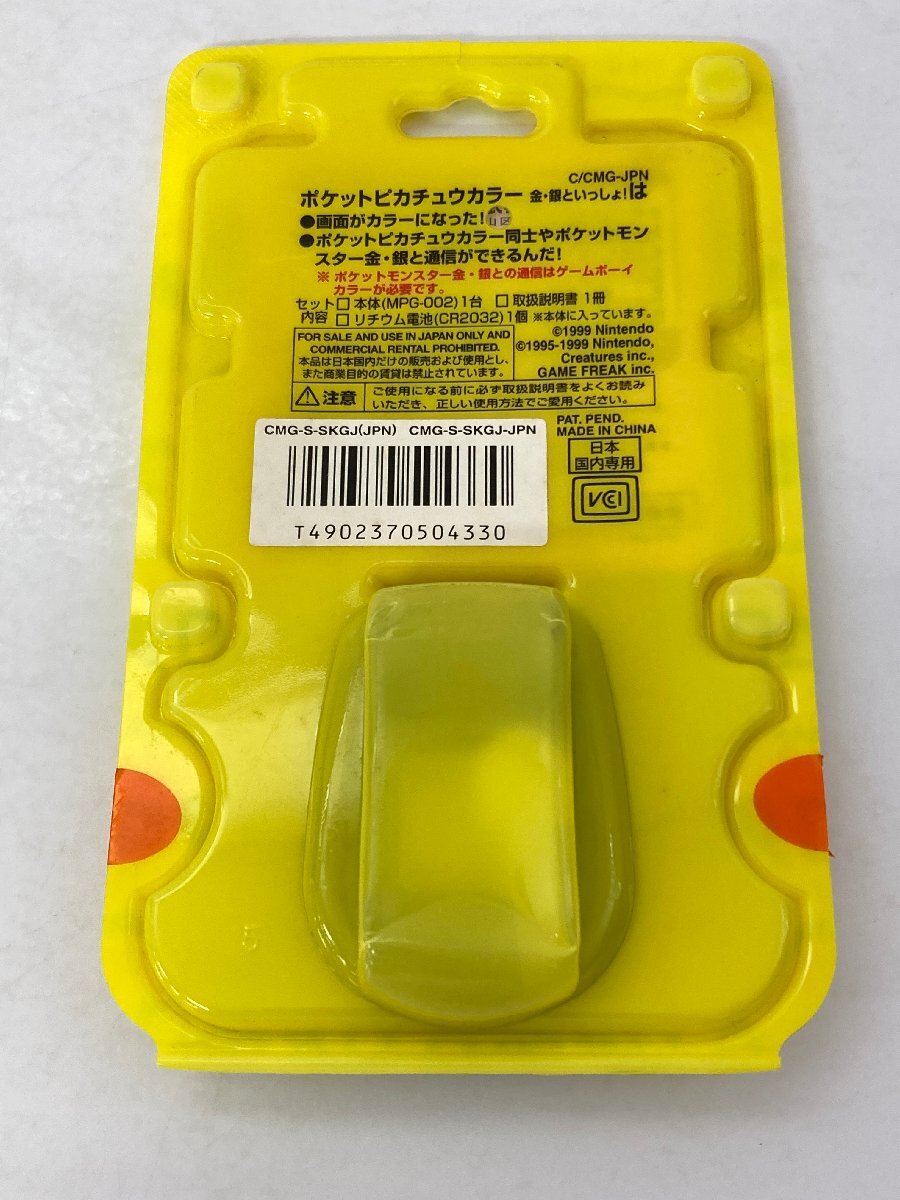 C/CMG-JPN
ポケットピカチュウカラー 金・銀といっしょ!は
●画面がカラーになった!
●ポケットピカチュウカラー同士やポケットモン
スター金・銀と通信ができるんだ!
※ ポケットモンスター金・銀との通信はゲームボーイ
カラーが必要です。
セット内容 □ 本体(MPG-002)1台 □ 取扱説明書 1冊
□ リチウム電池(CR2032)1個 ※本体に入っています。
FOR SALE AND USE IN JAPAN ONLY AND
COMMERCIAL RENTAL PROHIBITED.
本品は日本国内だけの販売および使用とし、
また商業目的の賃貸は禁止されています。
©1999 Nintendo
©1995-1999 Nintendo,
Creatures inc.,
GAME FREAK inc.
注意 ご使用になる前に必ず取扱説明書をよくお読み
いただき、正しい使用方法でご愛用ください。
CMG-S-SKGJ(JPN) CMG-S-SKGJ-JPN
T4902370504330
PAT. PEND.
MADE IN CHINA
日本
国内専用
VCI
5